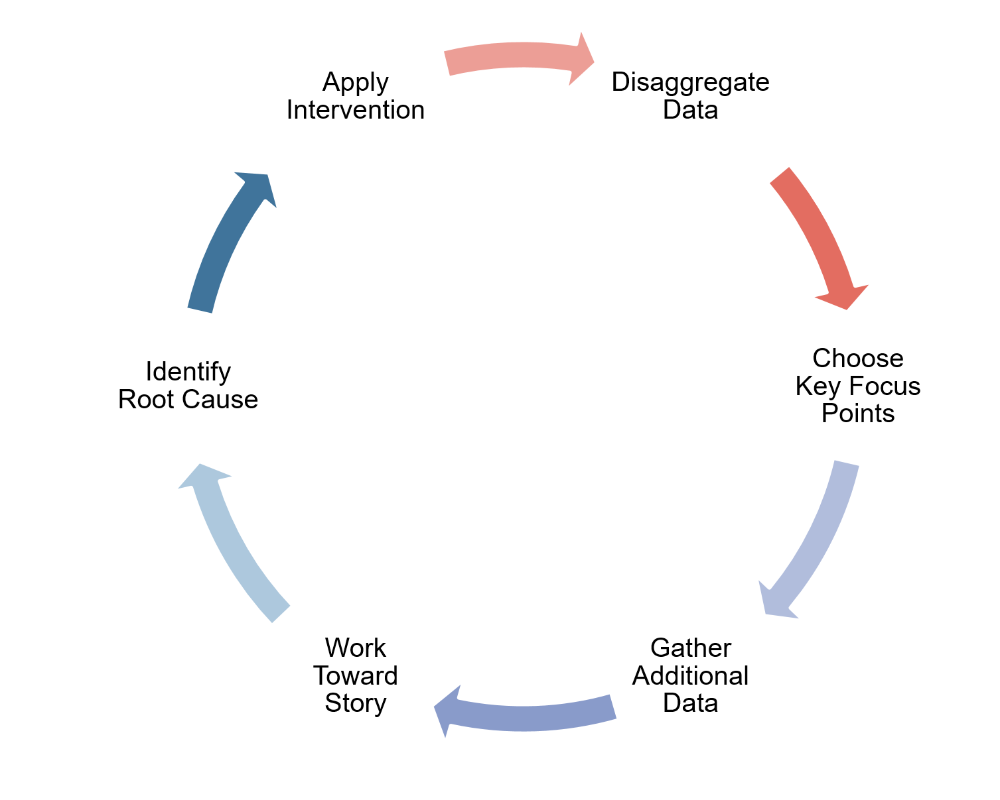 Apply
Intervention
Disaggregate
Data
Choose
Key Focus
Points
Gather
Additional
Data
Work
Toward
Story
Identify
Root Cause